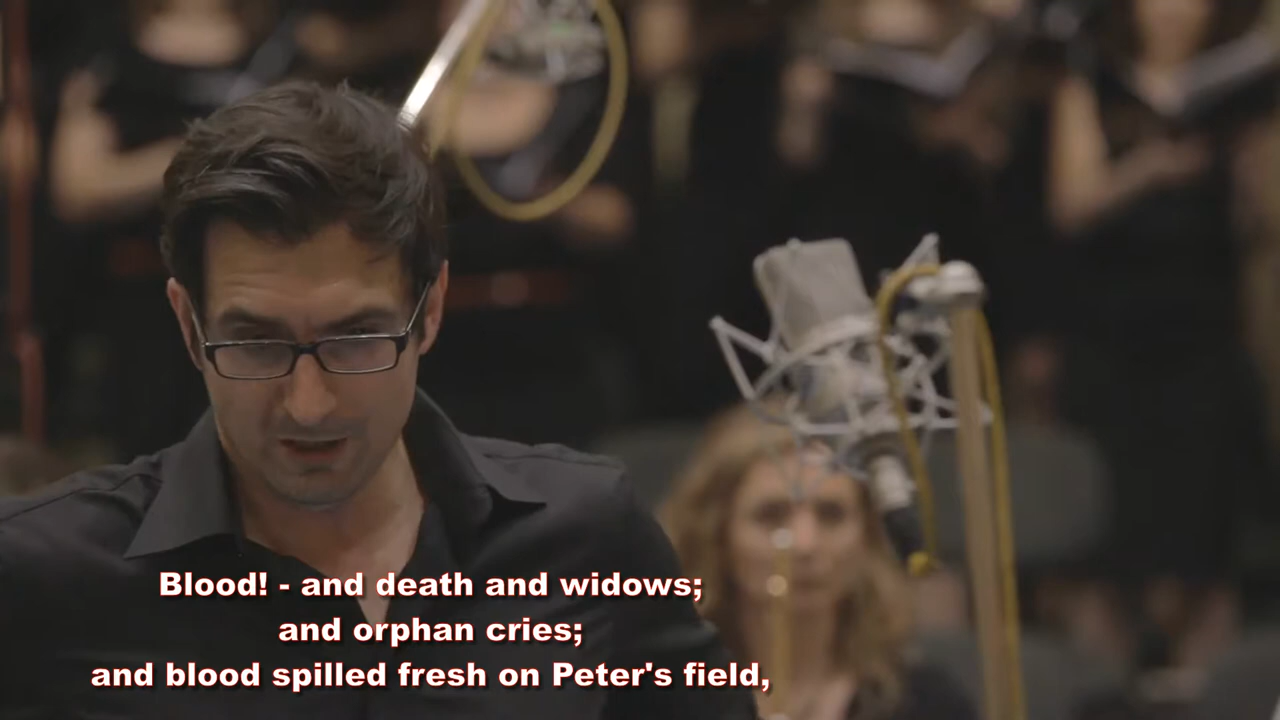 Blood! - and death and widows;
and orphan cries;
and blood spilled fresh on Peter's field,